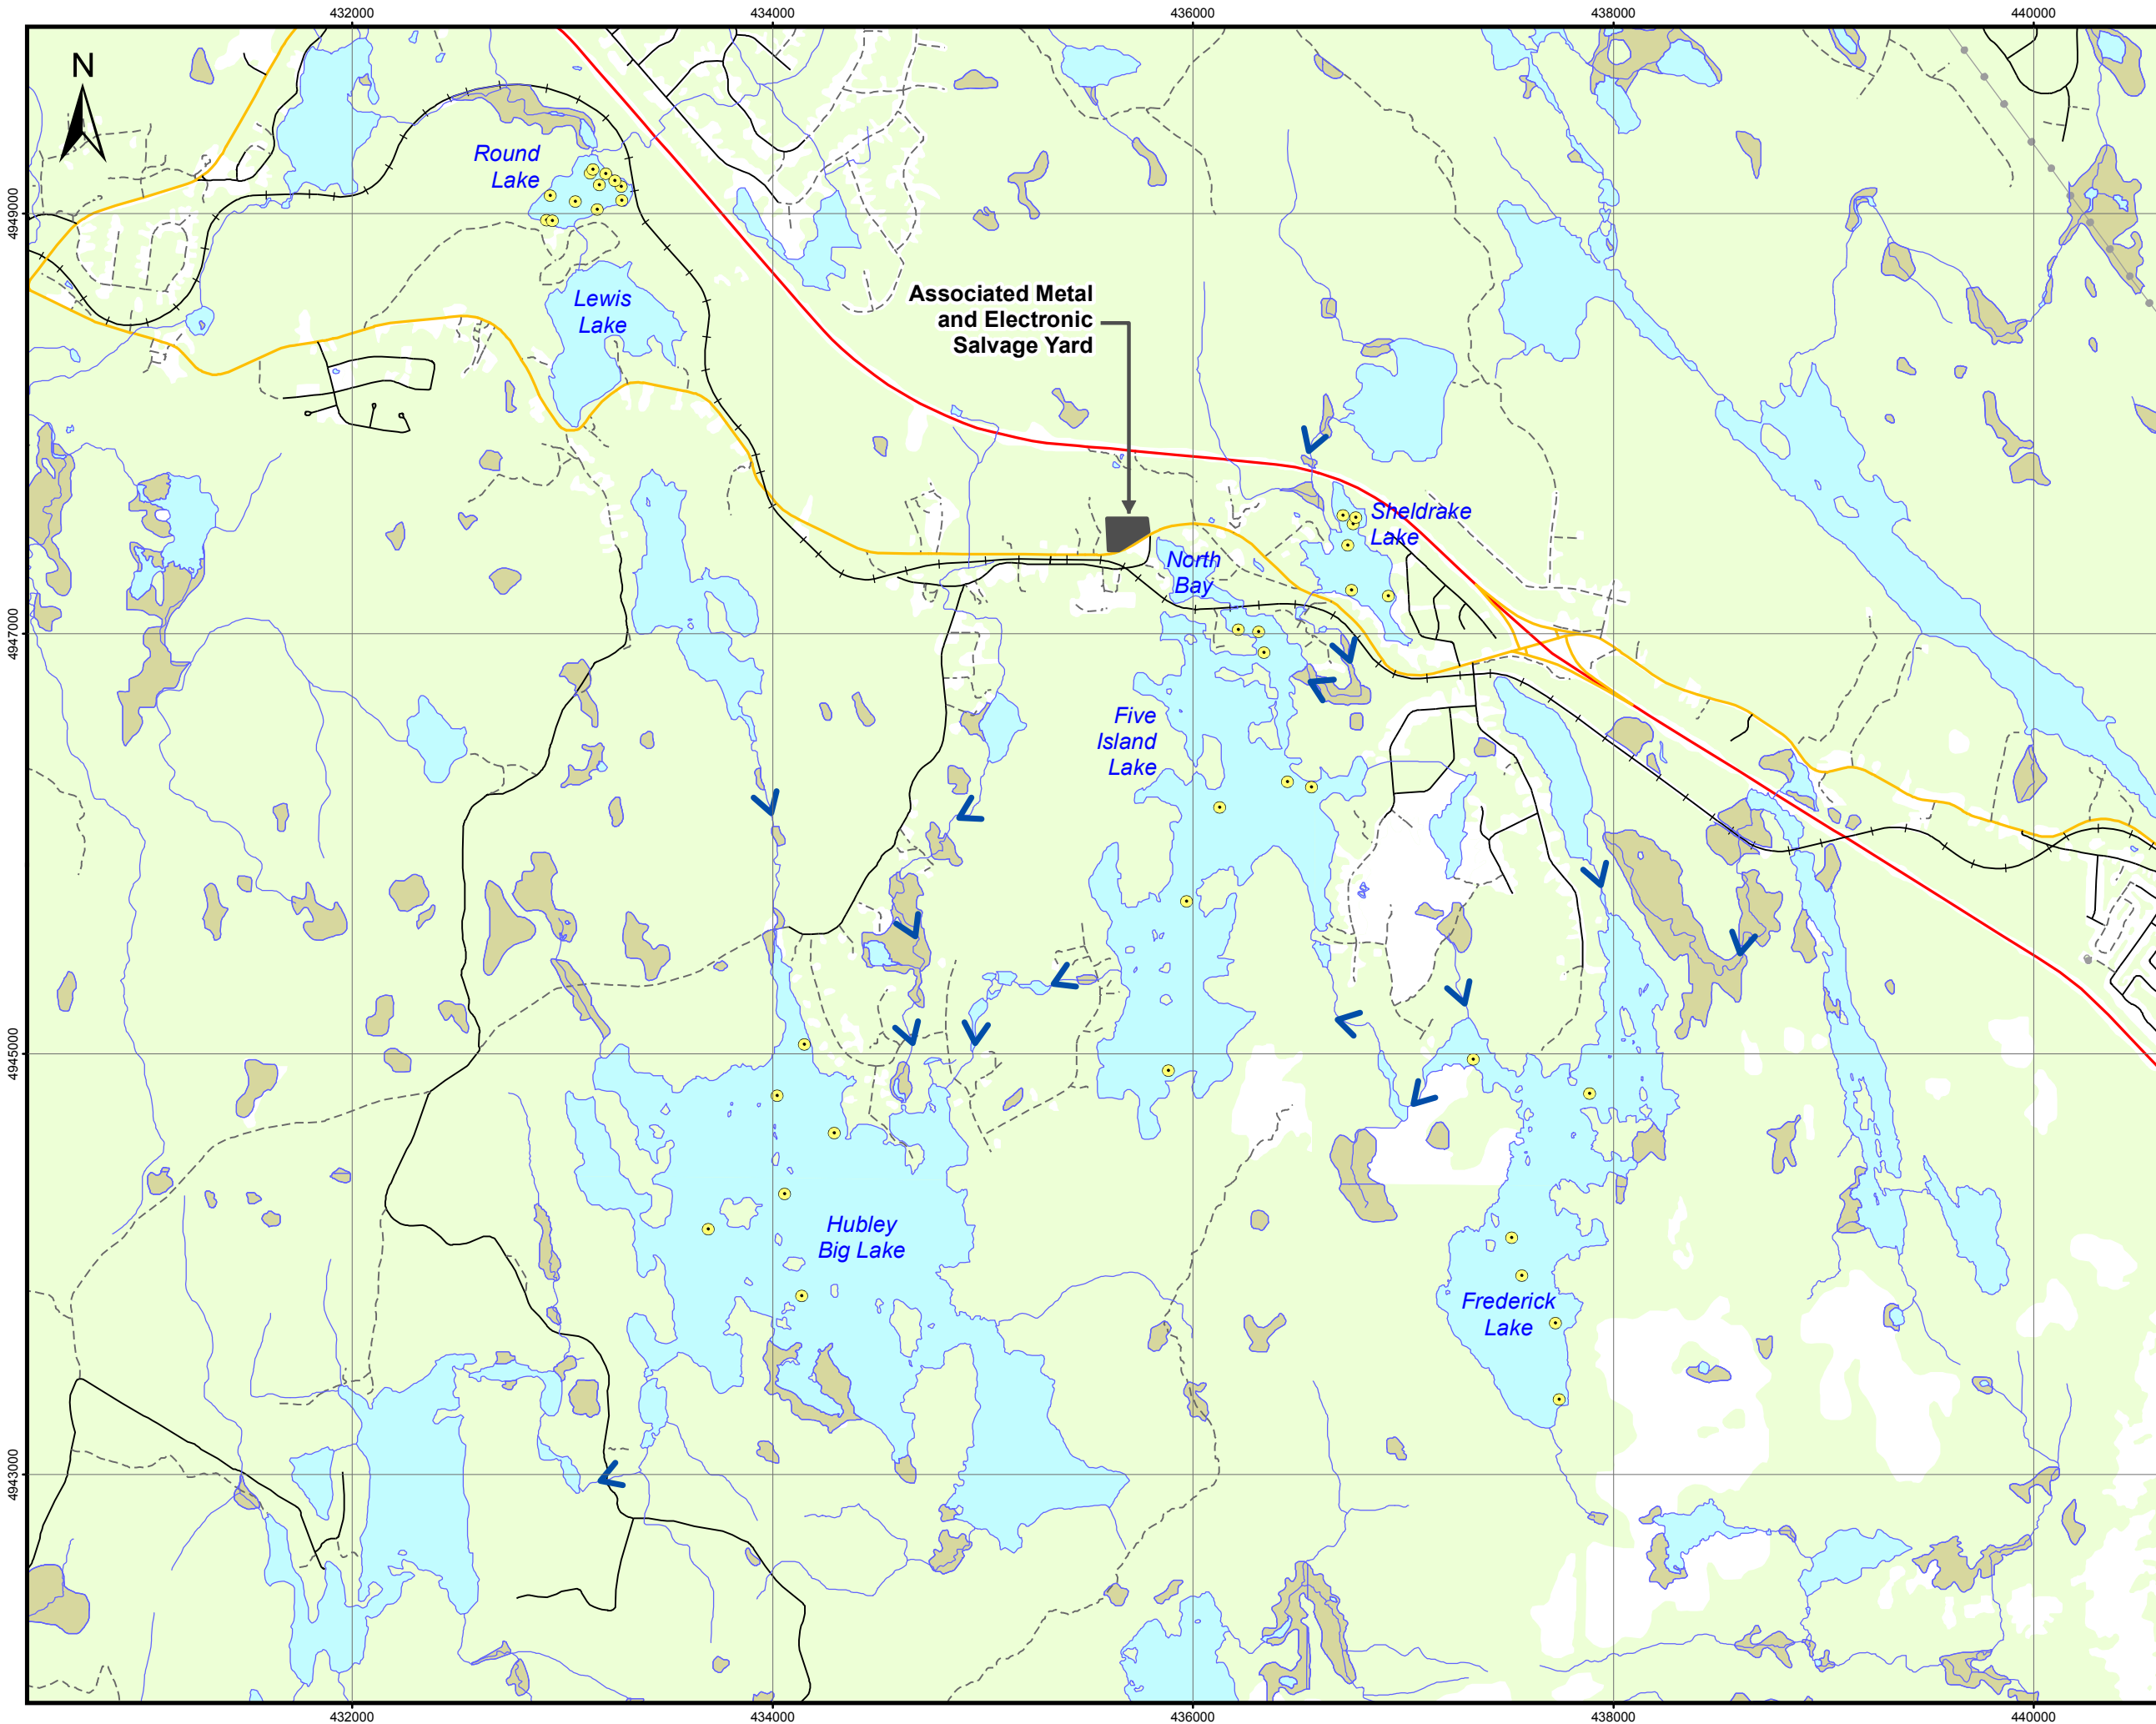 432000
434000
436000
438000
440000
N
Round
Lake
4949000
Lewis
Lake
Associated Metal
and Electronic
Salvage Yard
Sheldrake
Lake
North
Bay
4947000
Five
Island
Lake
4945000
Hubley
Big Lake
Frederick
Lake
4943000
432000
434000
436000
438000
440000